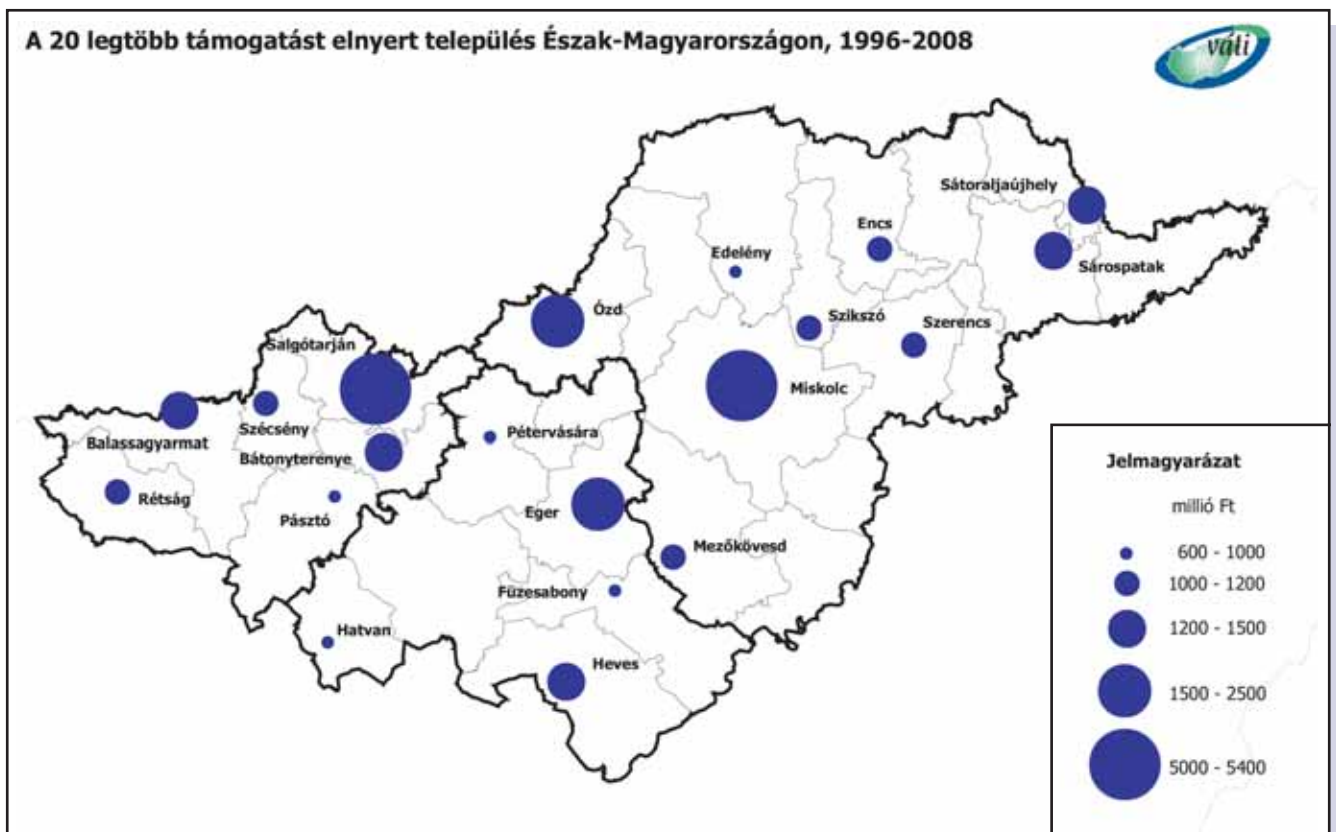 A 20 legtöbb támogatást elnyert település Észak-Magyarországon, 1996-2008
váli
Sátoraljaújhely
Encs
Edelény
Sárospatak
Ózd
Szikszó
Szerencs
Salgótarján
Miskolc
Szécsény
Pétervására
Balassagyarmat
Bátonyterenye
Rétság
Eger
Pásztó
Mezőkövesd
Füzesabony
Hatvan
Heves
Jelmagyarázat
millió Ft
600 - 1000
1000 - 1200
1200 - 1500
1500 - 2500
5000 - 5400